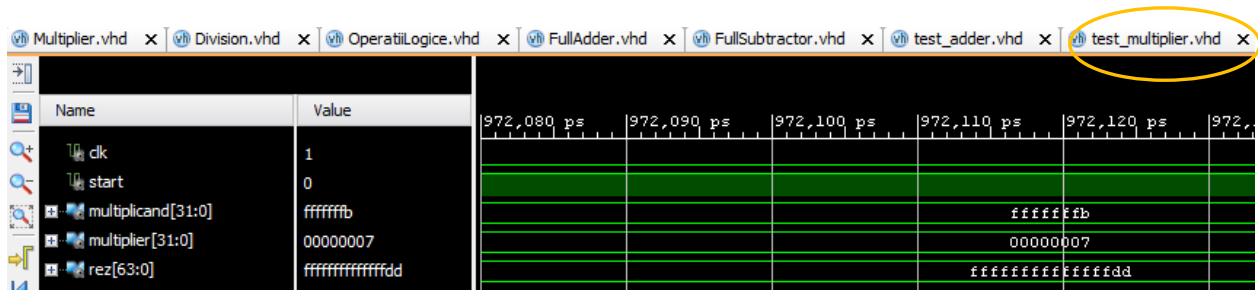 Multiplier.vhd Division.vhd OperatiiLogice.vhd FullAdder.vhd FullSubtractor.vhd test_adder.vhd test_multiplier.vhd
Name Value
972,080 ps 972,090 ps 972,100 ps 972,110 ps 972,120 ps 972,
clk 1
start 0
multiplicand[31:0] fffffffb fffffffb
multiplier[31:0] 00000007 00000007
rez[63:0] ffffffffffffffdd ffffffffffffffdd